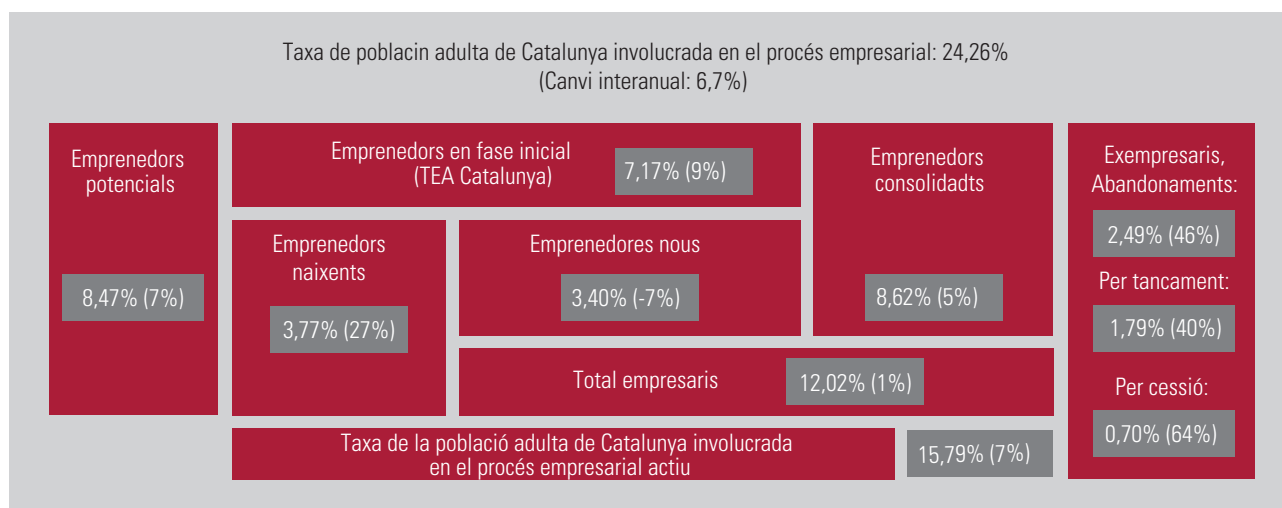 Taxa de poblacin adulta de Catalunya involucrada en el procés empresarial: 24,26%
(Canvi interanual: 6,7%)
Emprenedors
potencials
8,47% (7%)
Emprenedors en fase inicial
(TEA Catalunya)
7,17% (9%)
Emprenedors
naixents
3,77% (27%)
Emprenedores nous
3,40% (-7%)
Emprenedors
consolidadts
8,62% (5%)
Total empresaris
12,02% (1%)
Taxa de la població adulta de Catalunya involucrada
en el procés empresarial actiu
15,79% (7%)
Exempresaris,
Abandonaments:
2,49% (46%)
Per tancament:
1,79% (40%)
Per cessió:
0,70% (64%)